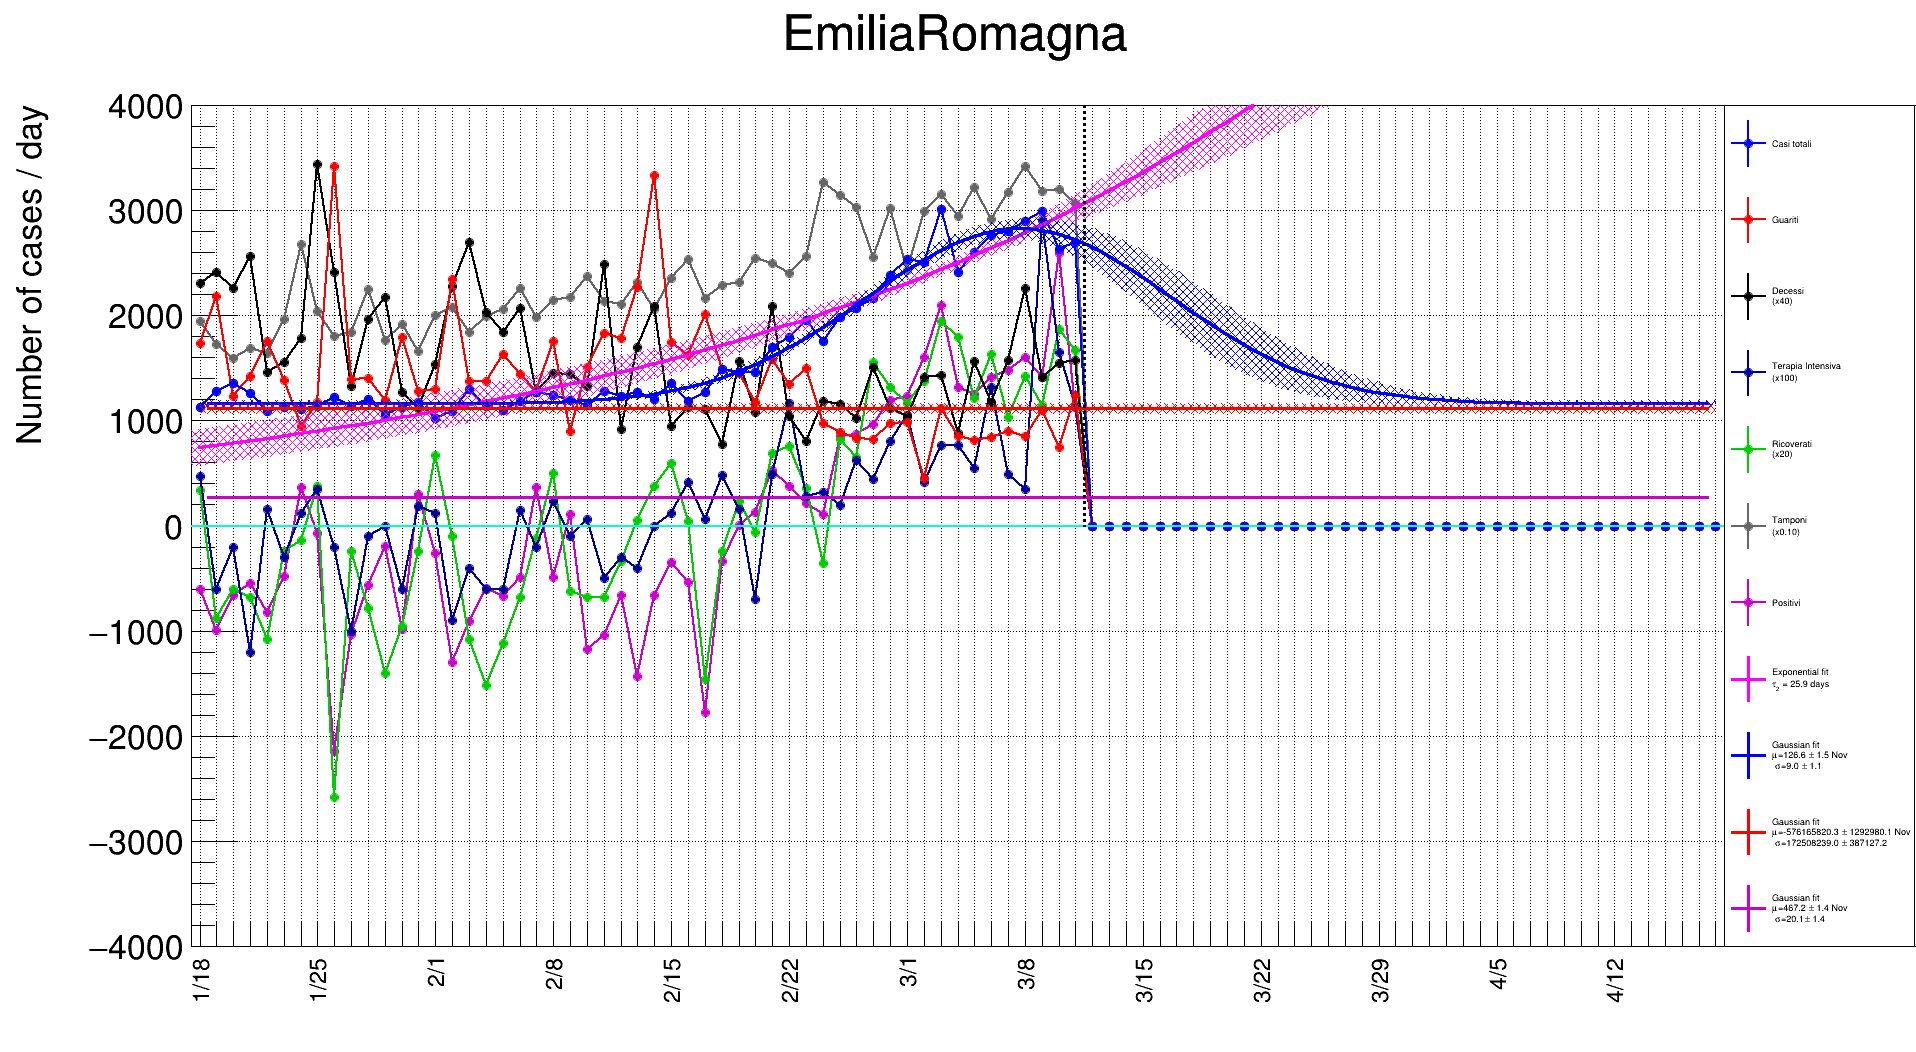 EmiliaRomagna
Number of cases / day
4000
3000
2000
1000
0
−1000
−2000
−3000
−4000
1/18
1/25
2/1
2/8
2/15
2/22
3/1
3/8
3/15
3/22
3/29
4/5
4/12
Casi totali
Guariti
Decessi
(x40)
Terapia Intensiva
(x100)
Ricoverati
(x20)
Tamponi
(x0.10)
Positivi
Exponential fit
τ2 = 25.9 days
Gaussian fit
μ=126.6 ± 1.5 Nov
σ=9.0 ± 1.1
Gaussian fit
μ=-576165820.3 ± 1292980.1 Nov
σ=172508239.0 ± 387127.2
Gaussian fit
μ=467.2 ± 1.4 Nov
σ=20.1 ± 1.4